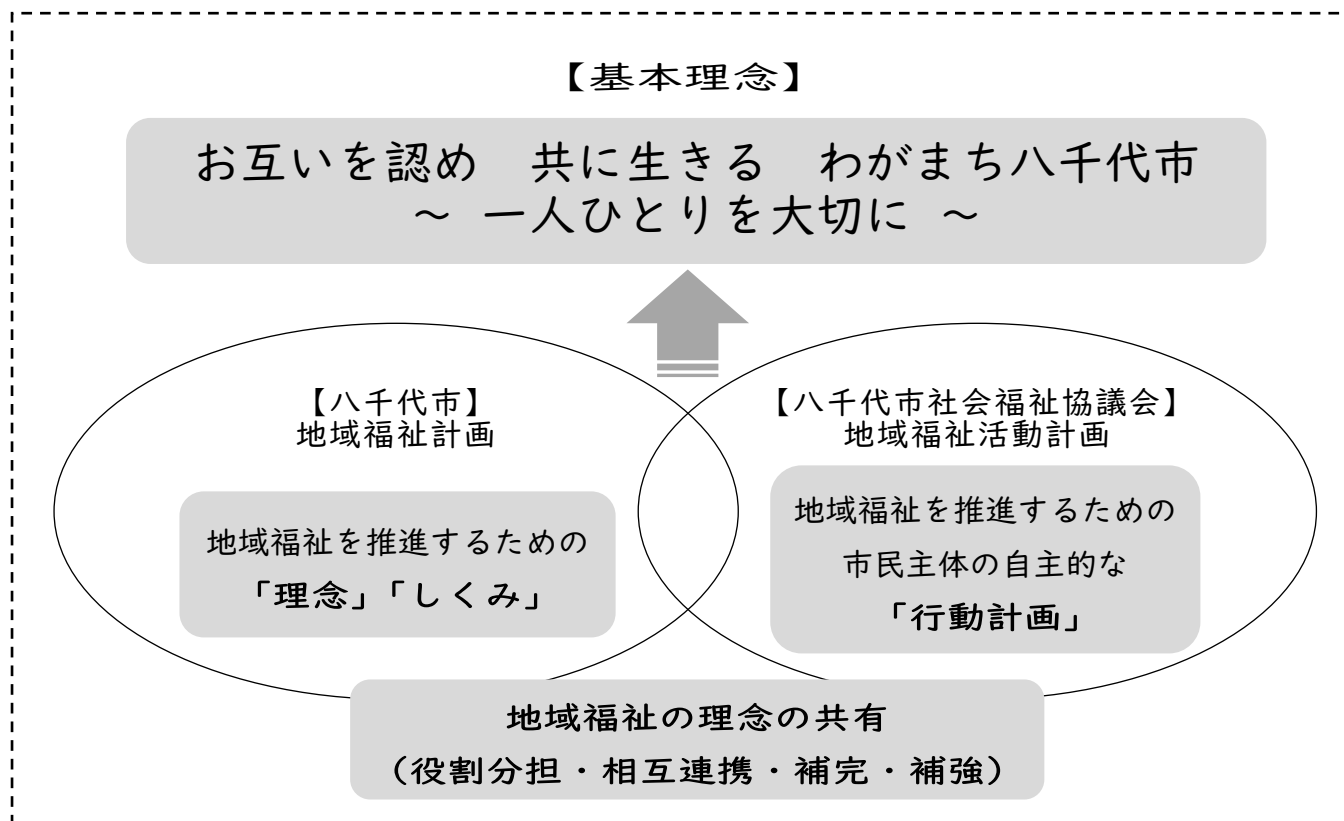 【基本理念】
お互いを認め　共に生きる　わがまち八千代市
～ 一人ひとりを大切に ～
【八千代市】
地域福祉計画
地域福祉を推進するための
「理念」「しくみ」
【八千代市社会福祉協議会】
地域福祉活動計画
地域福祉を推進するための
市民主体の自主的な
「行動計画」
地域福祉の理念の共有
（役割分担・相互連携・補完・補強）